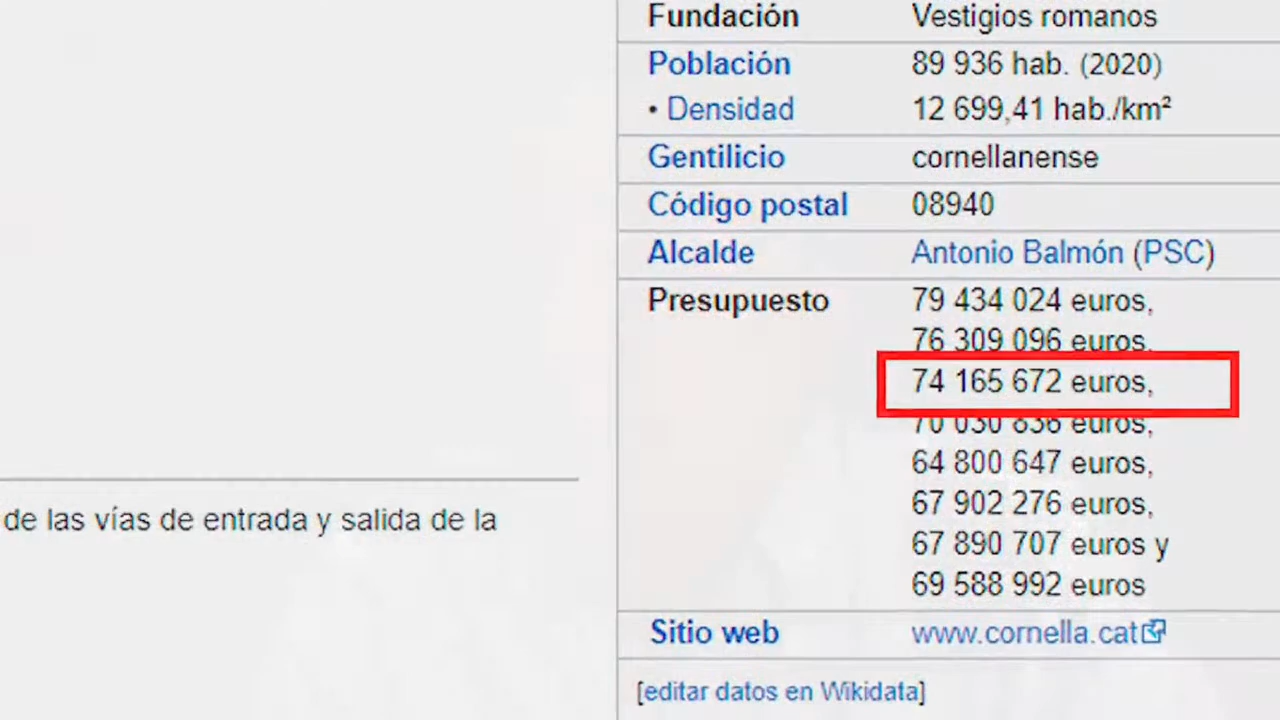 Fundación Vestigios romanos
Población 89 936 hab. (2020)
• Densidad 12 699,41 hab./km²
Gentilicio cornellanense
Código postal 08940
Alcalde Antonio Balmón (PSC)
Presupuesto 79 434 024 euros,
76 309 096 euros,
74 165 672 euros,
70 030 836 euros,
64 800 647 euros,
67 902 276 euros,
67 890 707 euros y
69 588 992 euros
Sitio web www.cornella.cat
[editar datos en Wikidata]
de las vías de entrada y salida de la